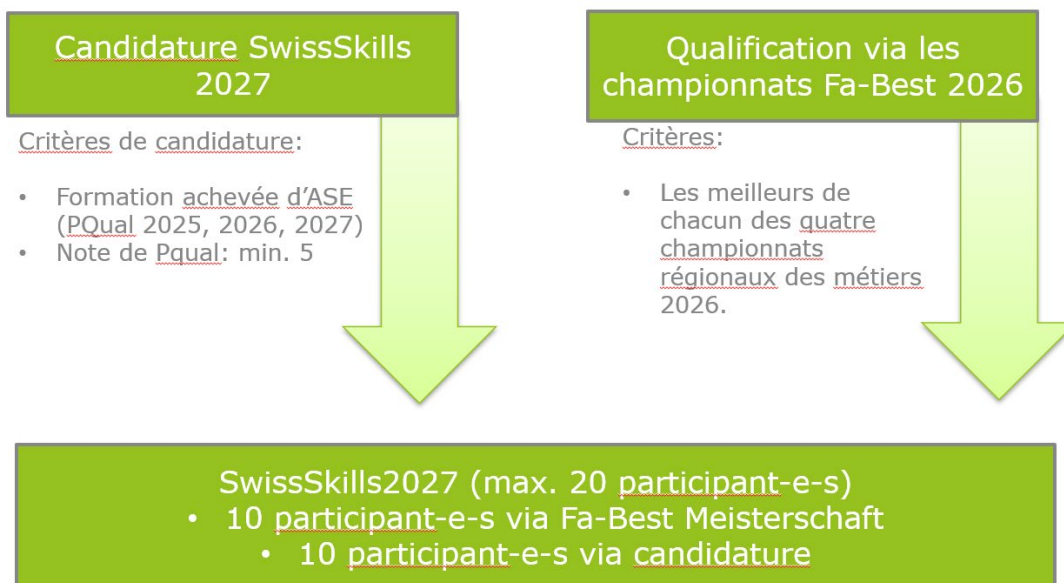 Candidature SwissSkills
2027
Critères de candidature:
• Formation achevée d’ASE
(PQual 2025, 2026, 2027)
• Note de Pqual: min. 5
Qualification via les
championnats Fa-Best 2026
Critères:
• Les meilleurs de
chacun des quatre
championnats
régionaux des métiers
2026.
SwissSkills2027 (max. 20 participant-e-s)
• 10 participant-e-s via Fa-Best Meisterschaft
• 10 participant-e-s via candidature